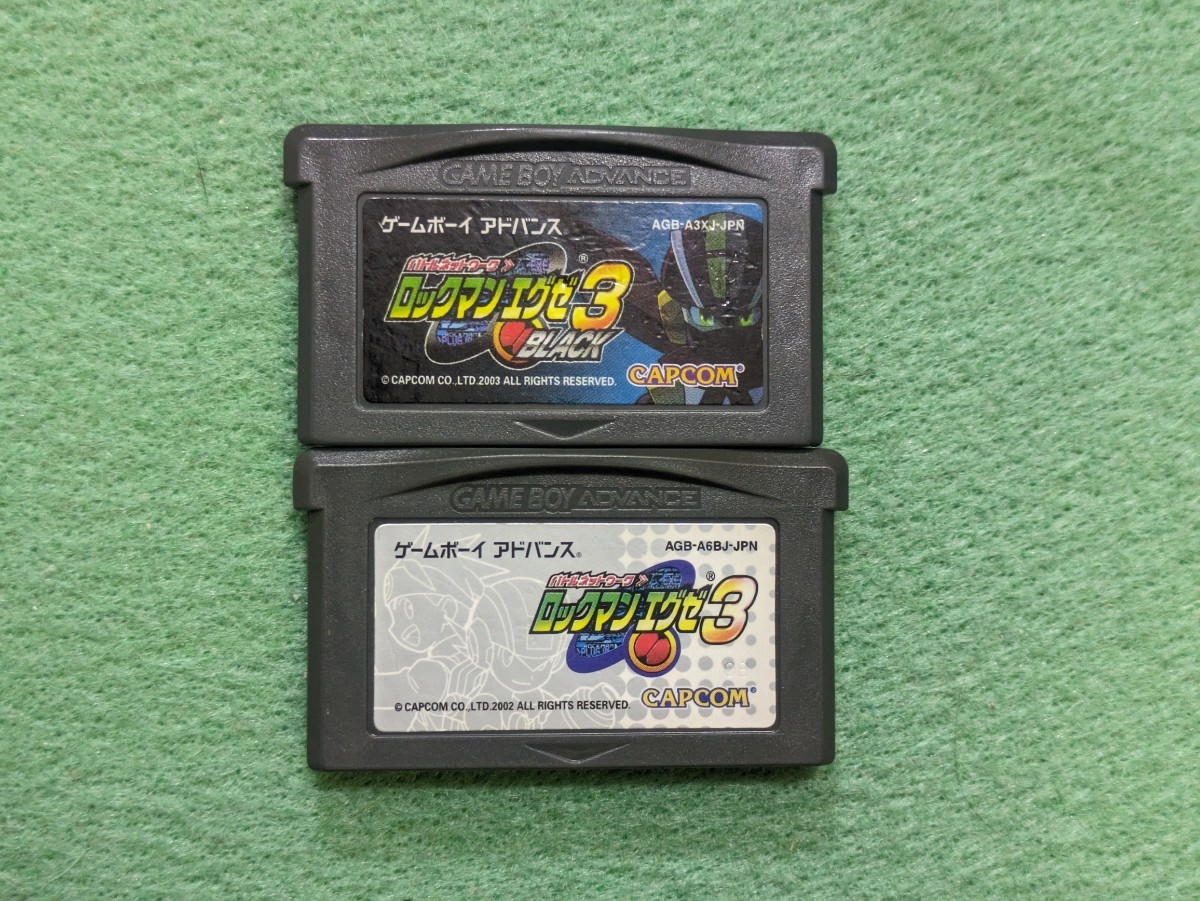 GAME BOY ADVANCE
ゲームボーイ アドバンス
AGB-A3XJ-JPN
バトルネットワーク
ロックマン エグゼ3®
BLACK
© CAPCOM CO.,LTD.2003 ALL RIGHTS RESERVED.
CAPCOM®
GAME BOY ADVANCE
ゲームボーイ アドバンス®
AGB-A6BJ-JPN
バトルネットワーク
ロックマン エグゼ3®
© CAPCOM CO.,LTD.2002 ALL RIGHTS RESERVED.
CAPCOM®